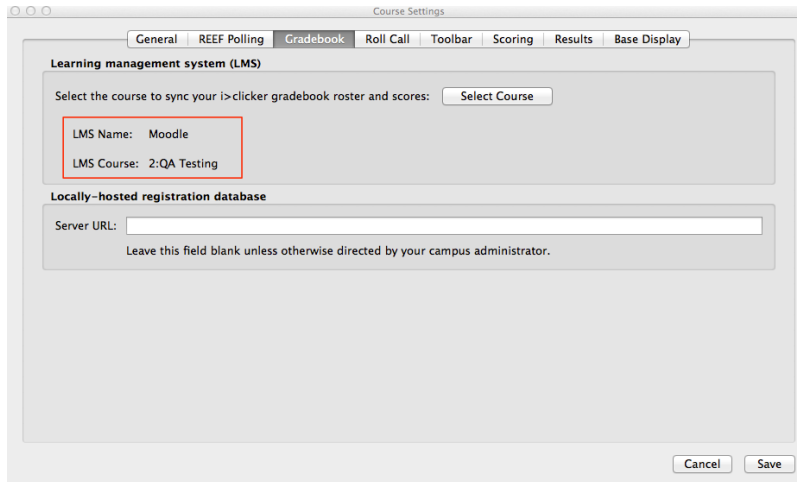 Course Settings
General REEF Polling Gradebook Roll Call Toolbar Scoring Results Base Display
Learning management system (LMS)
Select the course to sync your i>clicker gradebook roster and scores: Select Course
LMS Name: Moodle
LMS Course: 2:QA Testing
Locally-hosted registration database
Server URL:
Leave this field blank unless otherwise directed by your campus administrator.
Cancel Save